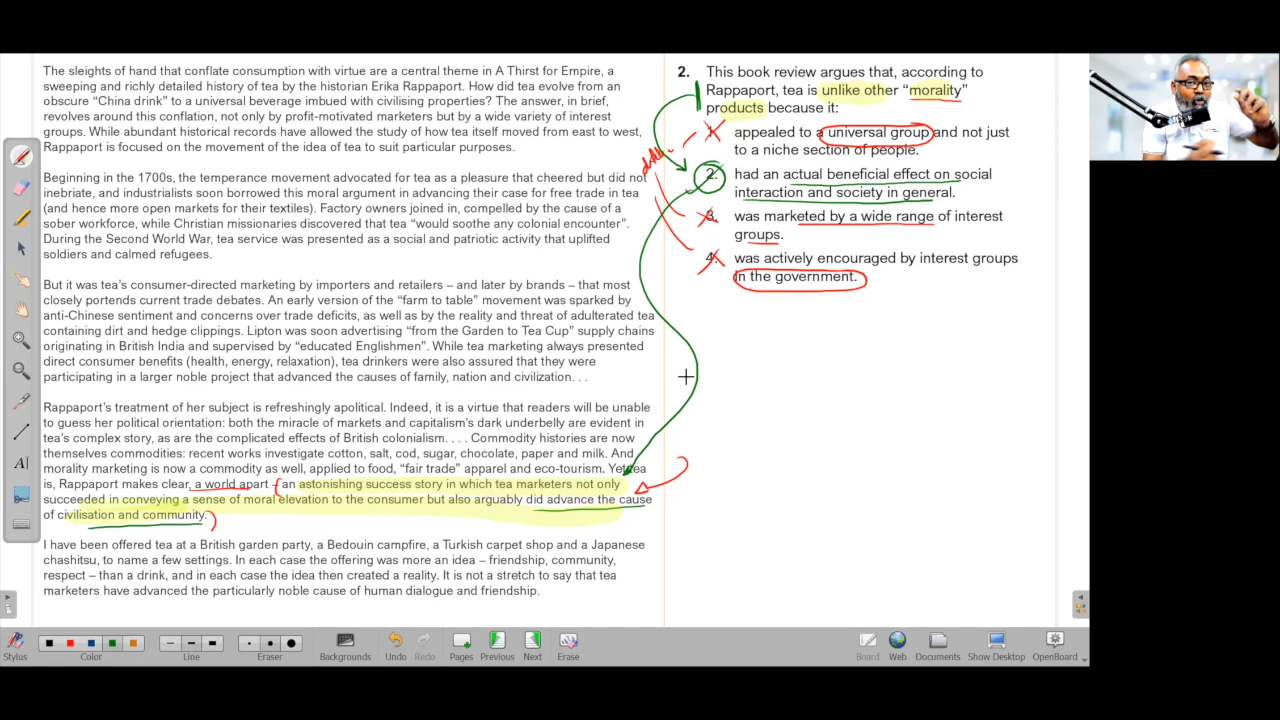 The sleights of hand that conflate consumption with virtue are a central theme in A Thirst for Empire, a
sweeping and richly detailed history of tea by the historian Erika Rappaport. How did tea evolve from an
obscure “China drink” to a universal beverage imbued with civilising properties? The answer, in brief,
revolves around this conflation, not only by profit-motivated marketers but by a wide variety of interest
groups. While abundant historical records have allowed the study of how tea itself moved from east to west,
Rappaport is focused on the movement of the idea of tea to suit particular purposes.
Beginning in the 1700s, the temperance movement advocated for tea as a pleasure that cheered but did not
inebriate, and industrialists soon borrowed this moral argument in advancing their case for free trade in tea
(and hence more open markets for their textiles). Factory owners joined in, compelled by the cause of a
sober workforce, while Christian missionaries discovered that tea “would soothe any colonial encounter”.
During the Second World War, tea service was presented as a social and patriotic activity that uplifted
soldiers and calmed refugees.
But it was tea’s consumer-directed marketing by importers and retailers – and later by brands – that most
closely portends current trade debates. An early version of the “farm to table” movement was sparked by
anti-Chinese sentiment and concerns over trade deficits, as well as by the reality and threat of adulterated tea
containing dirt and hedge clippings. Lipton was soon advertising “from the Garden to Tea Cup” supply chains
originating in British India and supervised by “educated Englishmen”. While tea marketing always presented
direct consumer benefits (health, energy, relaxation), tea drinkers were also assured that they were
participating in a larger noble project that advanced the causes of family, nation and civilization. . .
Rappaport’s treatment of her subject is refreshingly apolitical. Indeed, it is a virtue that readers will be unable
to guess her political orientation: both the miracle of markets and capitalism’s dark underbelly are evident in
tea’s complex story, as are the complicated effects of British colonialism. . . . Commodity histories are now
themselves commodities: recent works investigate cotton, salt, cod, sugar, chocolate, paper and milk. And
morality marketing is now a commodity as well, applied to food, “fair trade” apparel and eco-tourism. Yet tea
is, Rappaport makes clear, a world apart – an astonishing success story in which tea marketers not only
succeeded in conveying a sense of moral elevation to the consumer but also arguably did advance the cause
of civilisation and community.
I have been offered tea at a British garden party, a Bedouin campfire, a Turkish carpet shop and a Japanese
chashitsu, to name a few settings. In each case the offering was more an idea – friendship, community,
respect – than a drink, and in each case the idea then created a reality. It is not a stretch to say that tea
marketers have advanced the particularly noble cause of human dialogue and friendship.
2. This book review argues that, according to
Rappaport, tea is unlike other “morality”
products because it:
1. appealed to a universal group and not just
to a niche section of people.
2. had an actual beneficial effect on social
interaction and society in general.
3. was marketed by a wide range of interest
groups.
4. was actively encouraged by interest groups
in the government.
Stylus Color Line Eraser Backgrounds Undo Redo Pages Previous Next Erase Board Web Documents Show Desktop OpenBoard